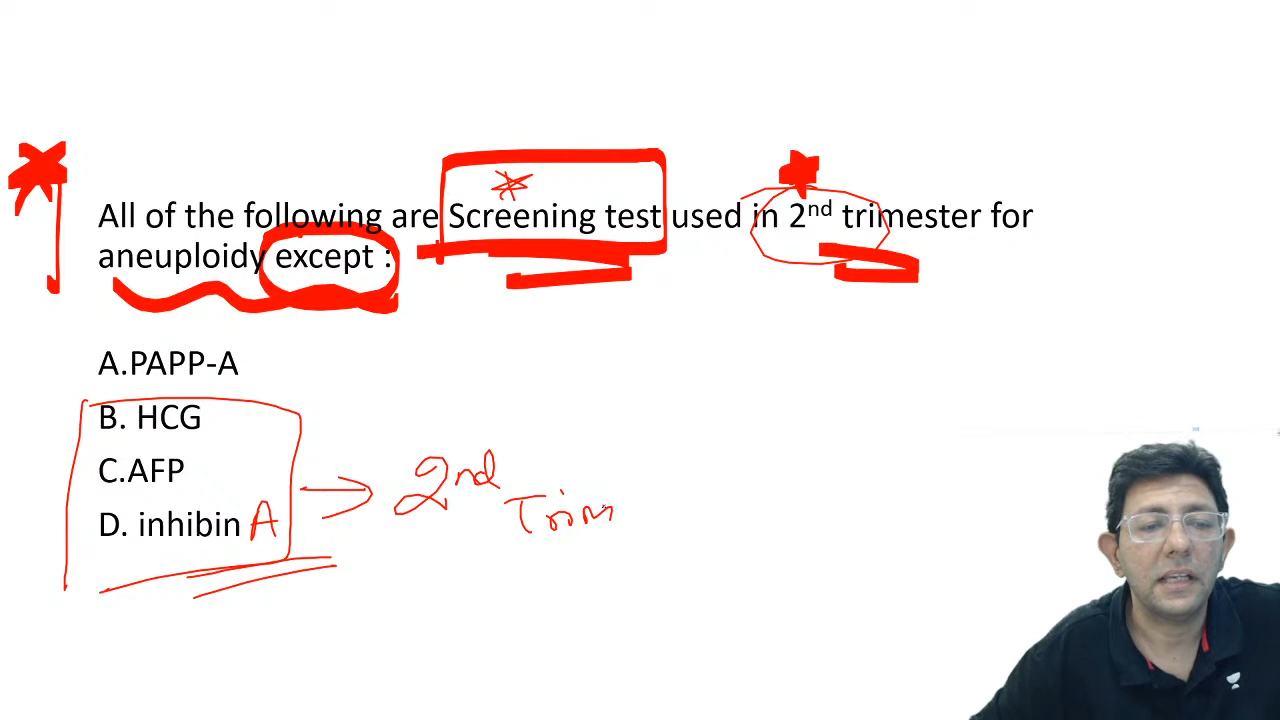 All of the following are Screening test used in 2nd trimester for
aneuploidy except :
A.PAPP-A
B. HCG
C.AFP
D. inhibin A
2nd
Trim